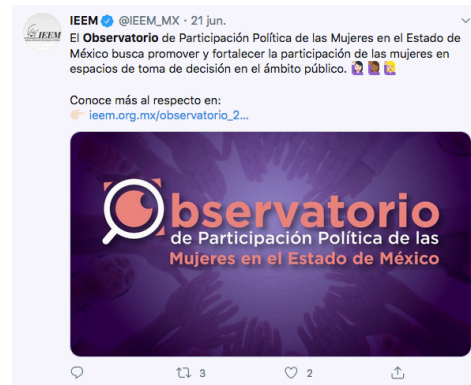 IEEM @IEEM_MX · 21 jun.
El Observatorio de Participación Política de las Mujeres en el Estado de
México busca promover y fortalecer la participación de las mujeres en
espacios de toma de decisión en el ámbito público. 🙋🏻‍♀️🙋🏾‍♀️🙋🏼‍♀️
Conoce más al respecto en:
👉🏻 ieem.org.mx/observatorio_2...
Observatorio
de Participación Política de las
Mujeres en el Estado de México
3 2